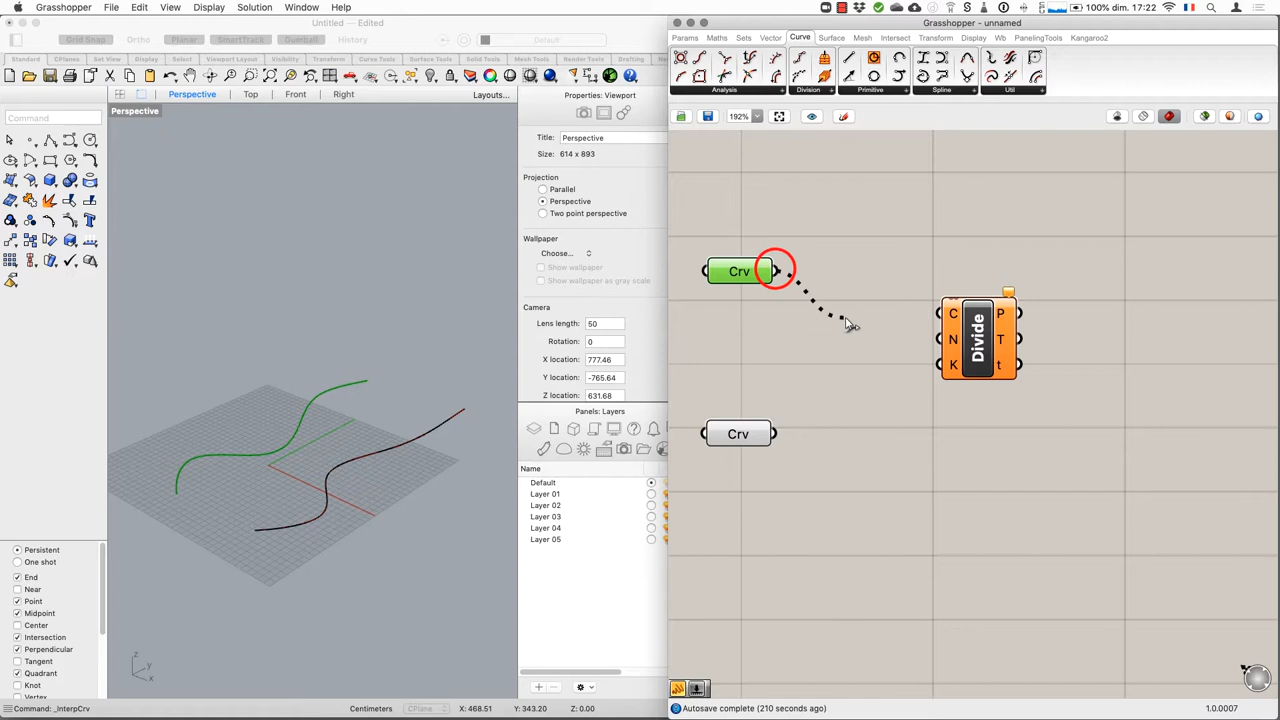 Grasshopper File Edit View Display Solution Window Help 100% dim. 17:22
Untitled — Edited
Grid Snap Ortho Planar SmartTrack Gumball History Default
Standard CPlanes Set View Display Select Viewport Layout Visibility Transform Curve Tools Surface Tools Solid Tools Mesh Tools Render Tools Drafting
Perspective Top Front Right Layouts...
Command
Perspective
Properties: Viewport
Title: Perspective
Size: 614 x 893
Projection
Parallel
Perspective
Two point perspective
Wallpaper
Choose...
Show wallpaper
Show wallpaper as gray scale
Camera
Lens length: 50
Rotation: 0
X location: 777.46
Y location: -765.64
Z location: 631.68
Panels: Layers
Name
Default
Layer 01
Layer 02
Layer 03
Layer 04
Layer 05
Persistent
One shot
End
Near
Point
Midpoint
Center
Intersection
Perpendicular
Tangent
Quadrant
Knot
Vertex
z
y
x
Command: _InterpCrv Centimeters CPlane X: 468.51 Y: 343.20 Z: 0.00
Grasshopper - unnamed
Params Maths Sets Vector Curve Surface Mesh Intersect Transform Display Wb PanelingTools Kangaroo2
Analysis Division Primitive Spline Util
192%
Crv
Crv
Divide
C
N
K
P
T
t
Autosave complete (210 seconds ago) 1.0.0007